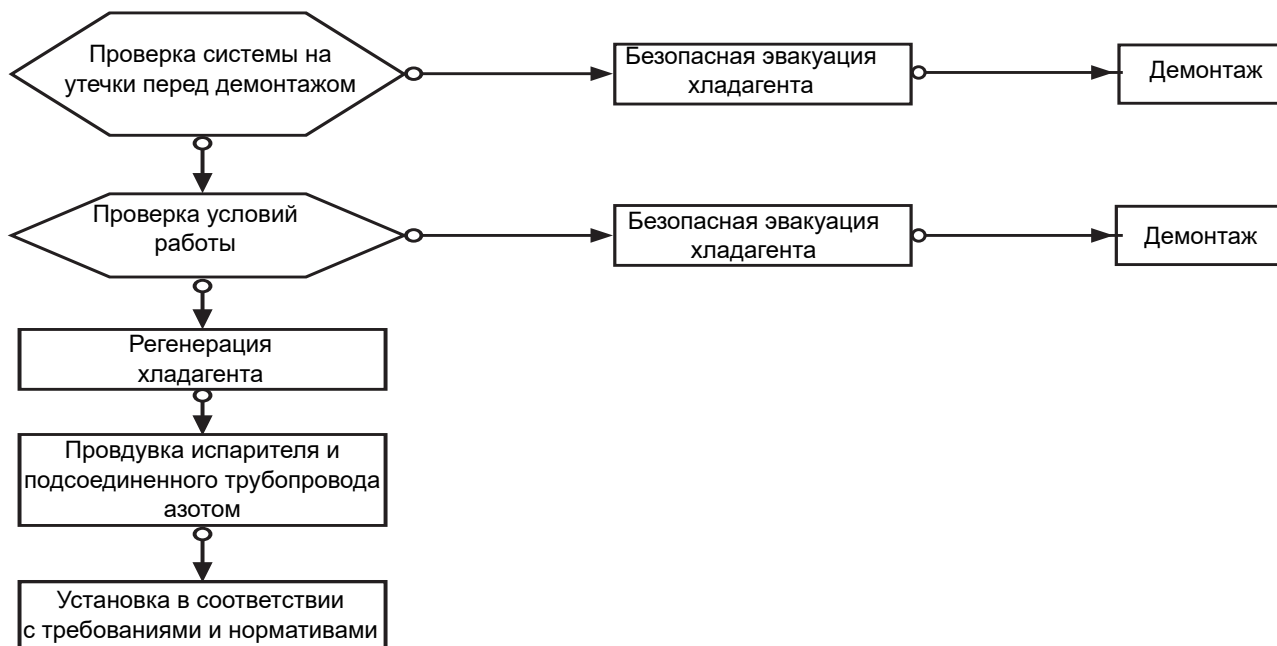 Проверка системы на
утечки перед демонтажом
Безопасная эвакуация
хладагента
Демонтаж
Проверка условий
работы
Безопасная эвакуация
хладагента
Демонтаж
Регенерация
хладагента
Провдувка испарителя и
подсоединенного трубопровода
азотом
Установка в соответствии
с требованиями и нормативами